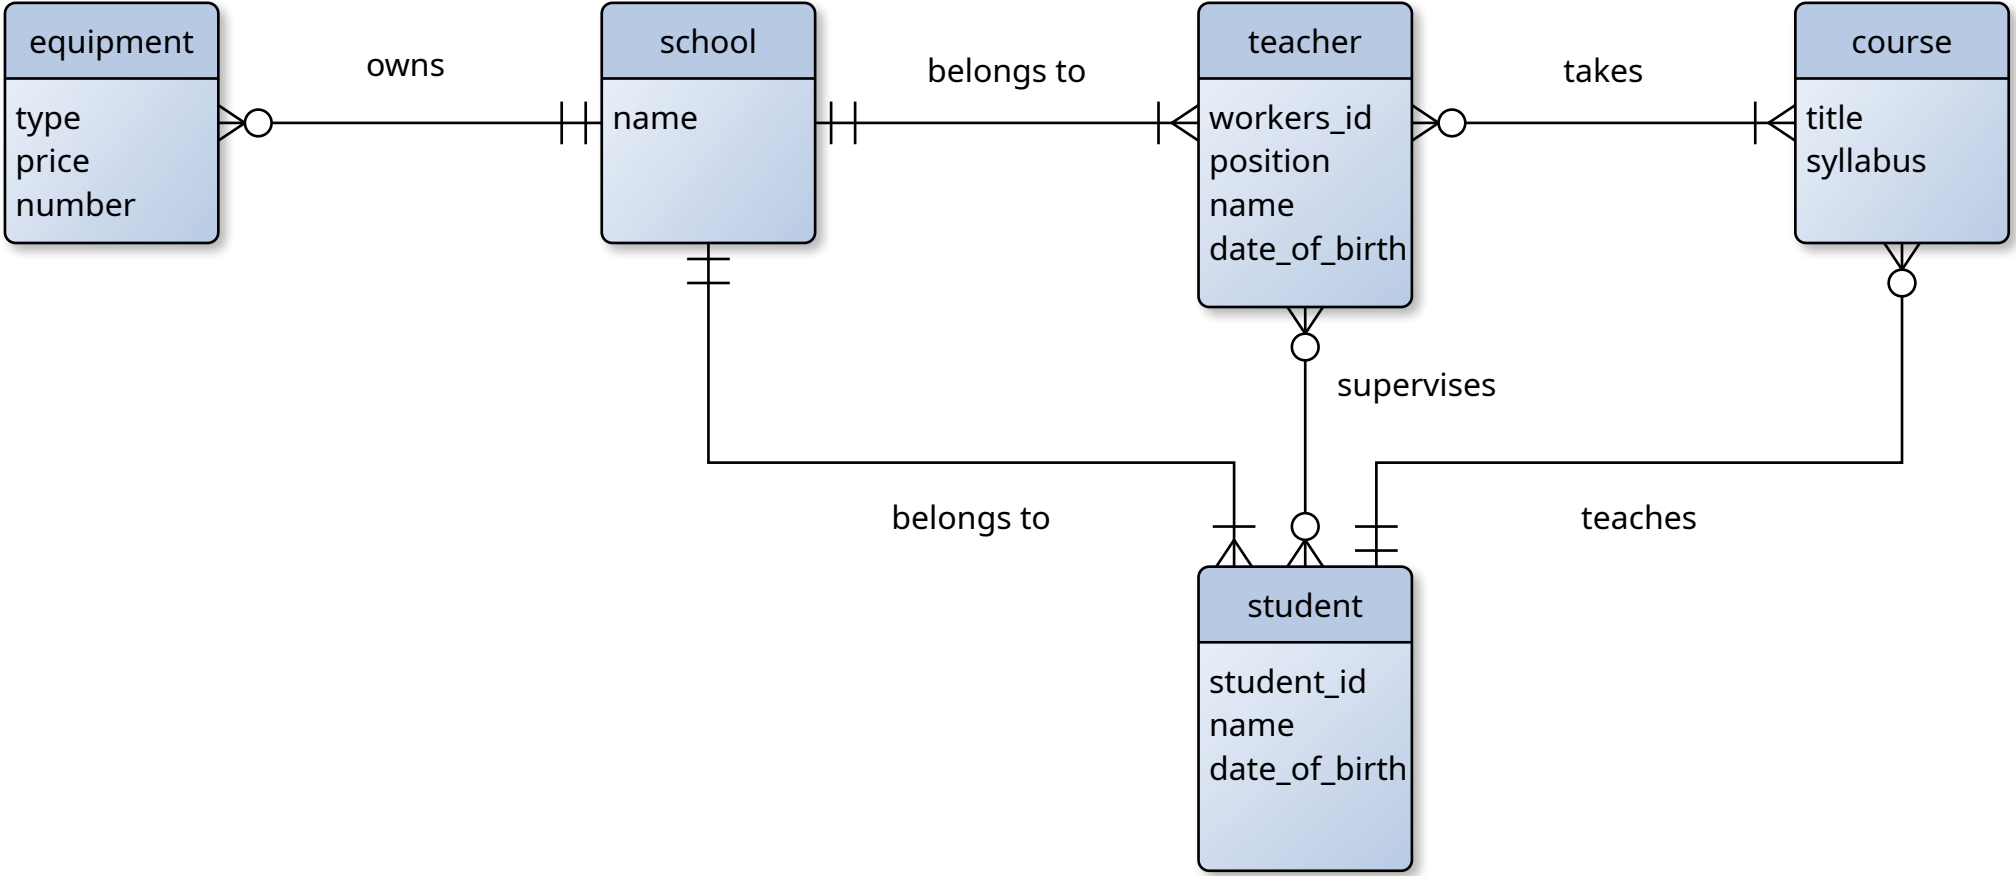 equipment
type
price
number
owns
school
name
belongs to
teacher
workers_id
position
name
date_of_birth
takes
course
title
syllabus
supervises
belongs to
teaches
student
student_id
name
date_of_birth